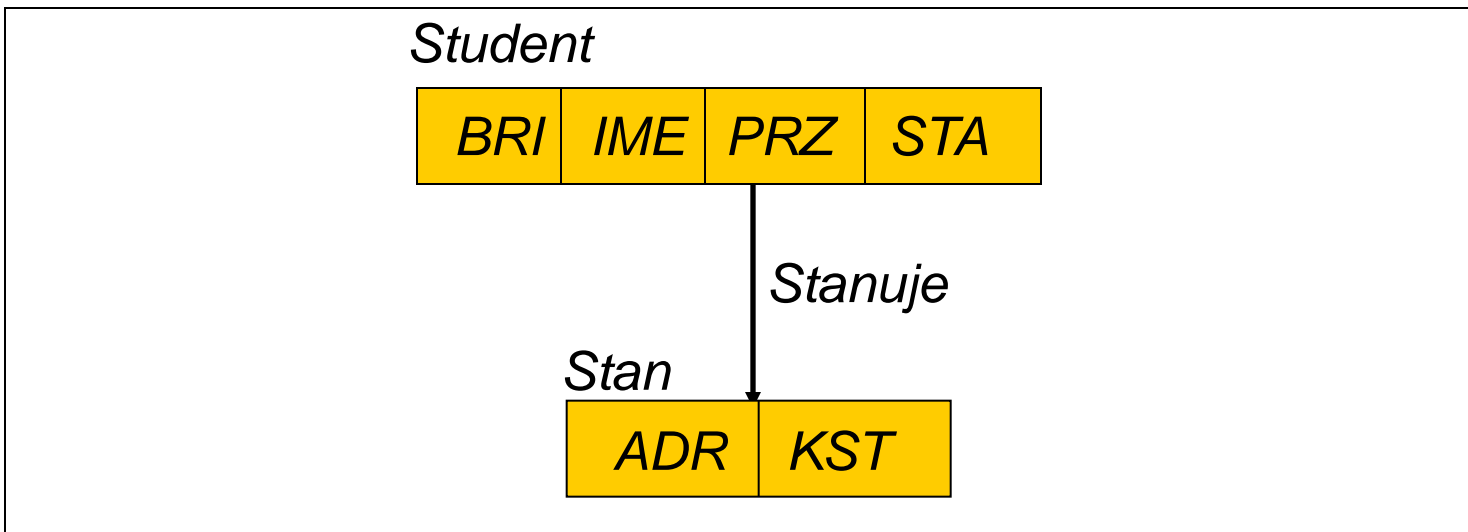 Student
BRI IME PRZ STA
Stanuje
Stan
ADR KST